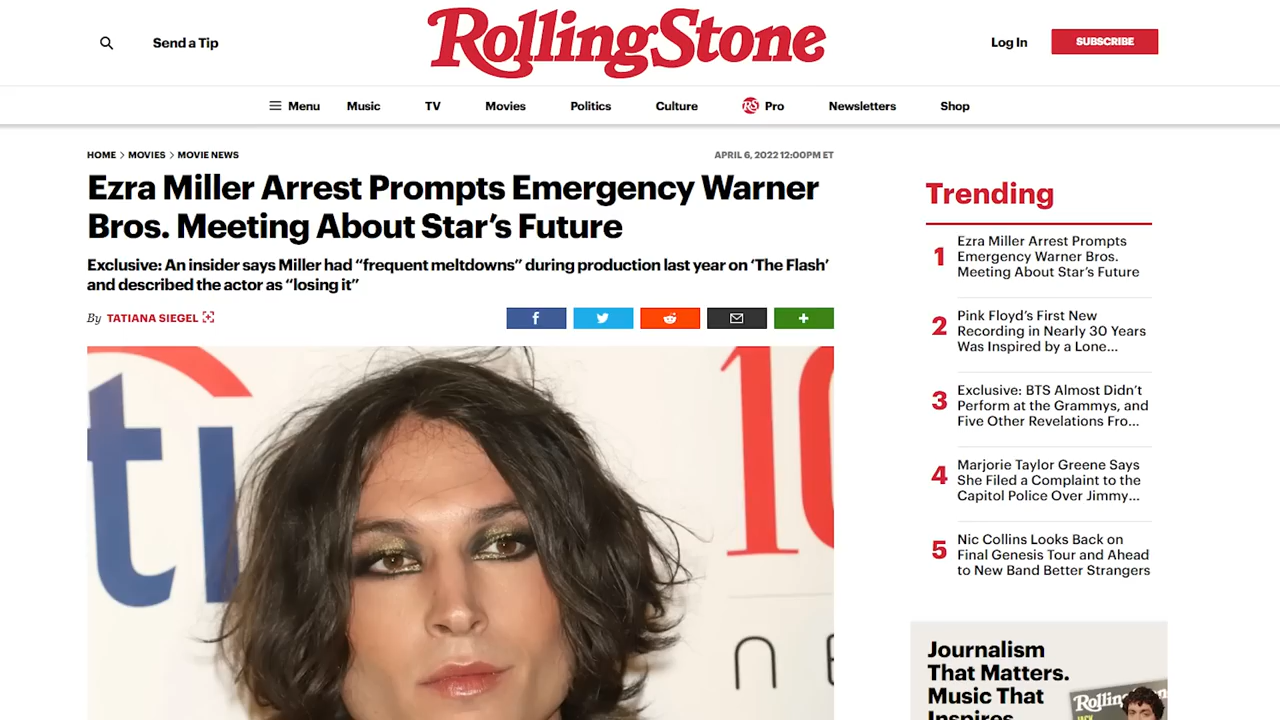 Send a Tip
RollingStone
Log In
SUBSCRIBE
Menu
Music
TV
Movies
Politics
Culture
RS Pro
Newsletters
Shop
HOME > MOVIES > MOVIE NEWS
APRIL 6, 2022 12:00PM ET
Ezra Miller Arrest Prompts Emergency Warner
Bros. Meeting About Star’s Future
Exclusive: An insider says Miller had “frequent meltdowns” during production last year on ‘The Flash’
and described the actor as “losing it”
By TATIANA SIEGEL
f
ti
10
n e
Trending
1
Ezra Miller Arrest Prompts
Emergency Warner Bros.
Meeting About Star’s Future
2
Pink Floyd’s First New
Recording in Nearly 30 Years
Was Inspired by a Lone...
3
Exclusive: BTS Almost Didn’t
Perform at the Grammys, and
Five Other Revelations Fro...
4
Marjorie Taylor Greene Says
She Filed a Complaint to the
Capitol Police Over Jimmy...
5
Nic Collins Looks Back on
Final Genesis Tour and Ahead
to New Band Better Strangers
Journalism
That Matters.
Music That
Inspires